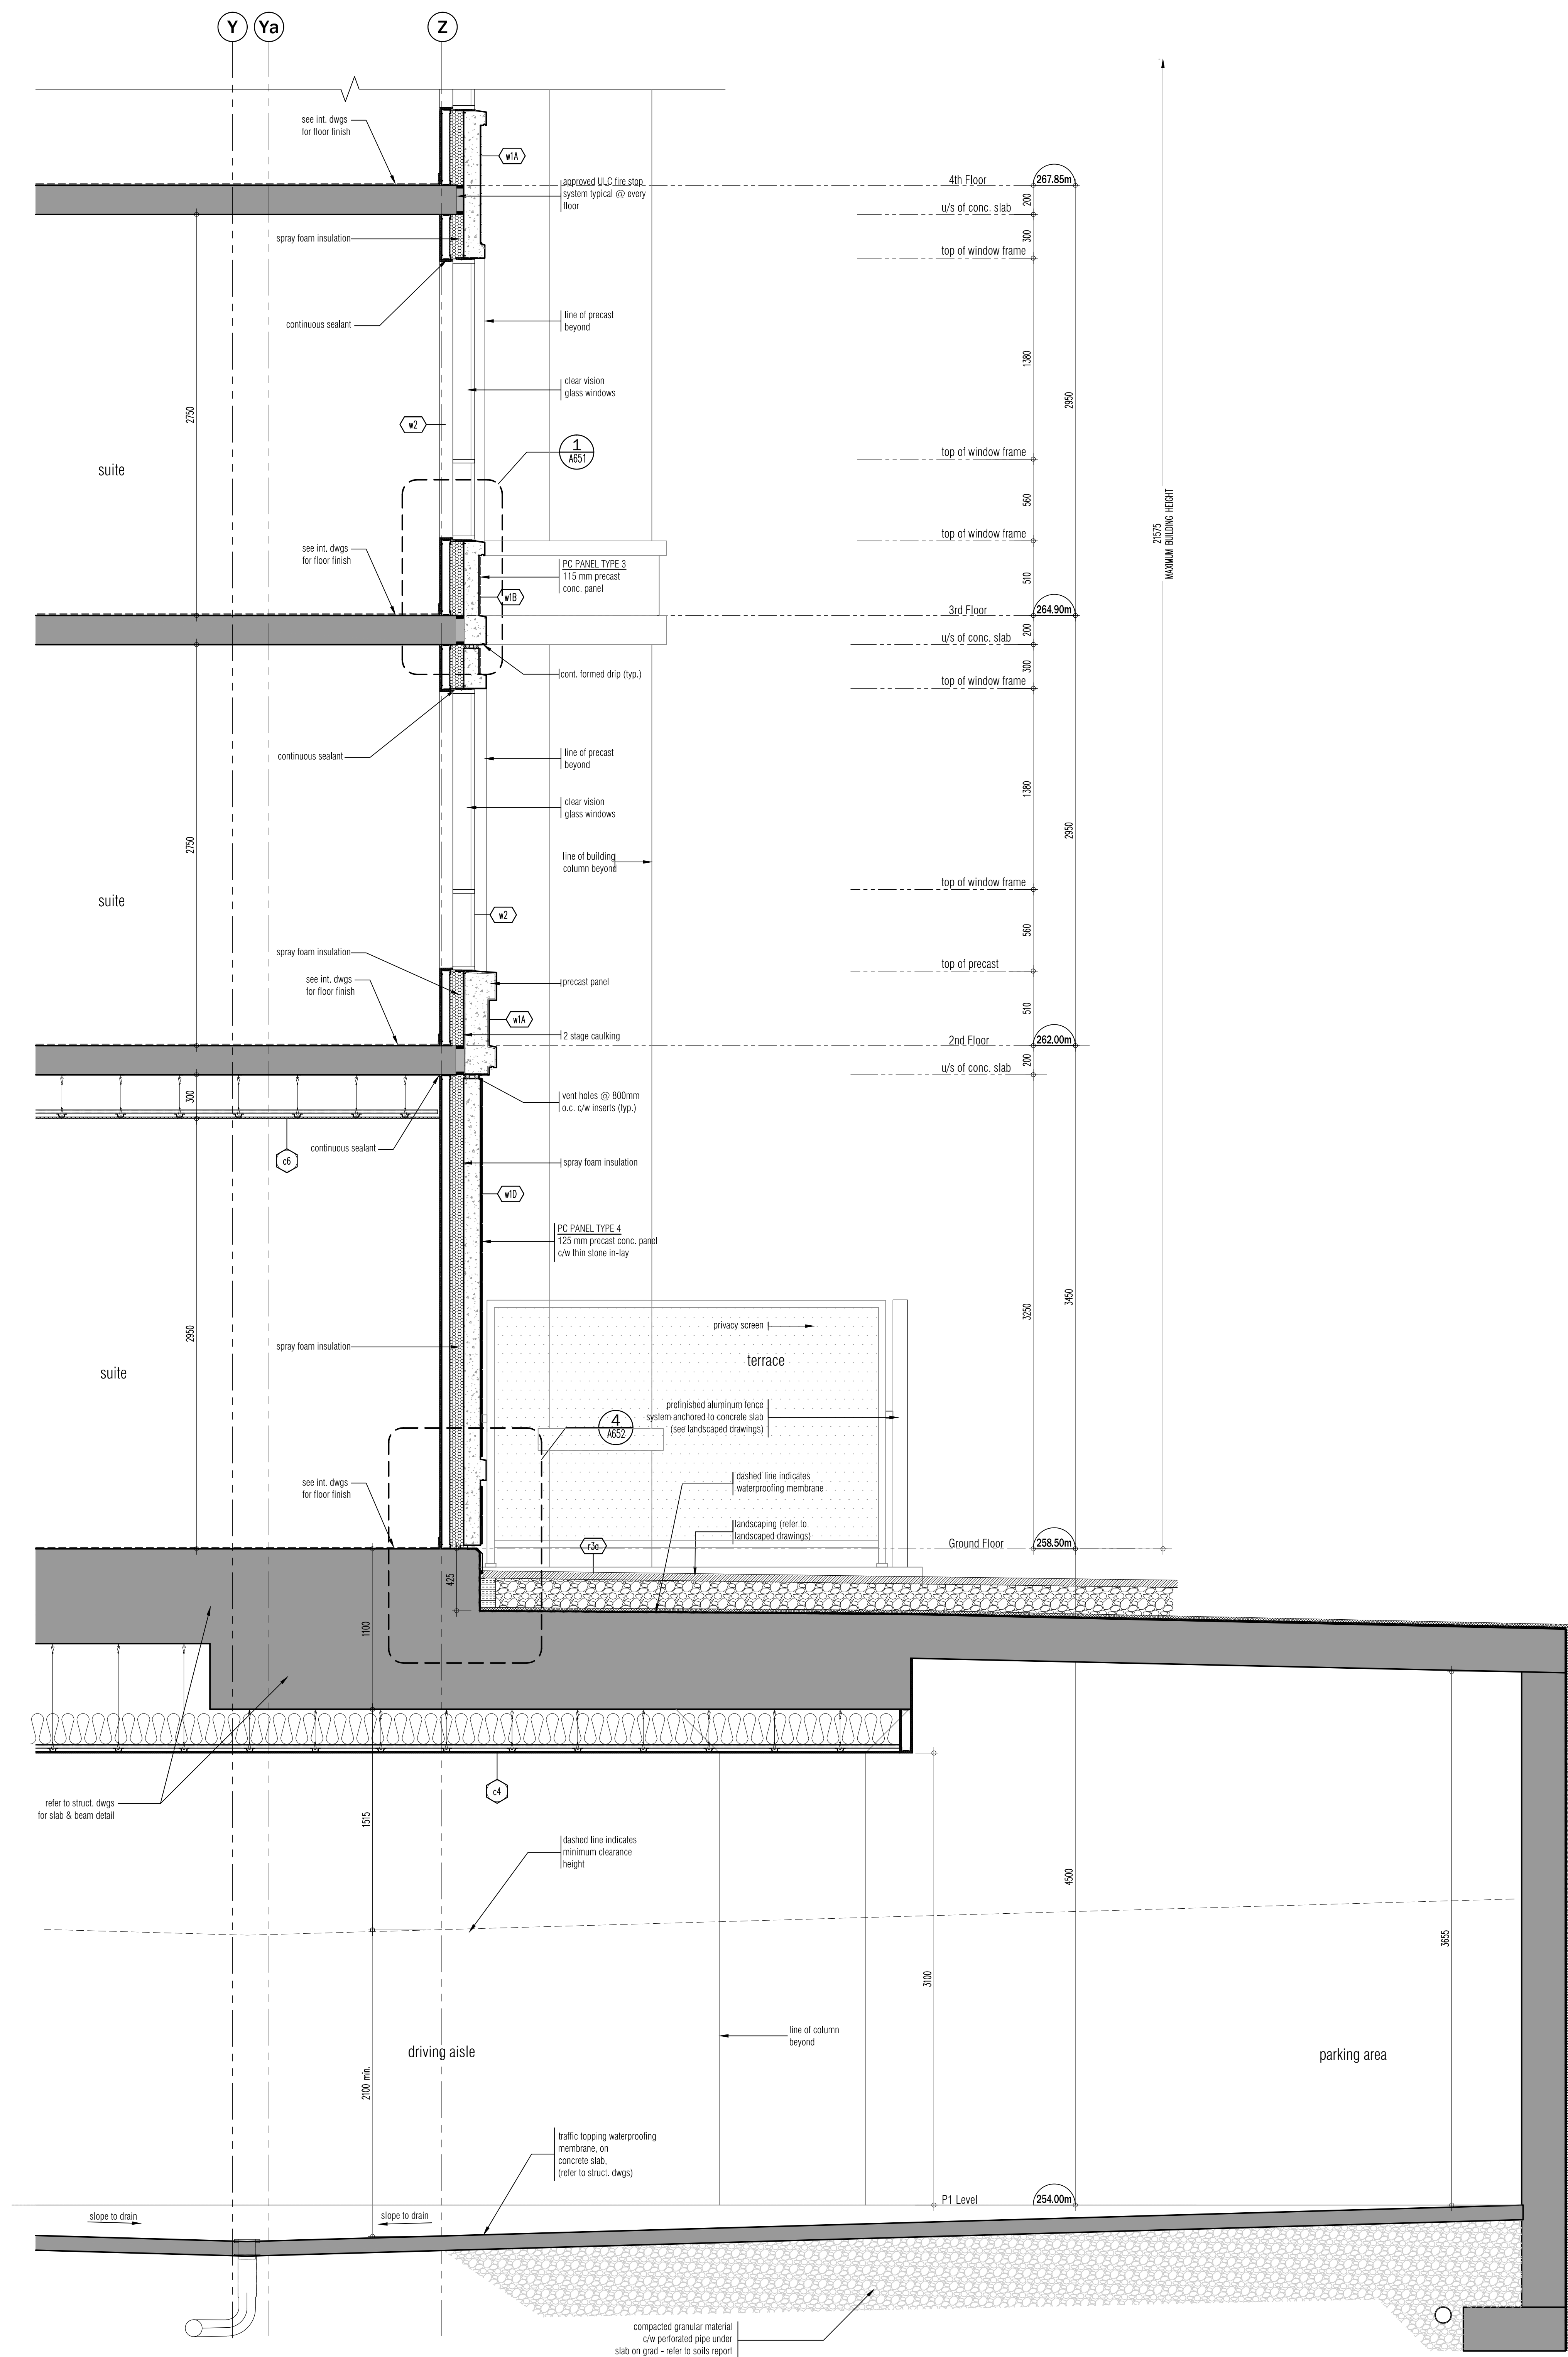 Y
Ya
Z
see int. dwgs
for floor finish
w1A
approved ULC fire stop
system typical @ every
floor
4th Floor
267.85m
200
u/s of conc. slab
spray foam insulation
300
top of window frame
continuous sealant
line of precast
beyond
1380
clear vision
glass windows
2950
2750
w2
1
A651
top of window frame
suite
560
21575
MAXIMUM BUILDING HEIGHT
top of window frame
see int. dwgs
for floor finish
PC PANEL TYPE 3
115 mm precast
conc. panel
510
w1B
3rd Floor
264.90m
200
u/s of conc. slab
300
cont. formed drip (typ.)
top of window frame
continuous sealant
line of precast
beyond
1380
clear vision
glass windows
2950
2750
line of building
column beyond
top of window frame
suite
w2
560
spray foam insulation
top of precast
see int. dwgs
for floor finish
precast panel
510
w1A
2 stage caulking
2nd Floor
262.00m
200
u/s of conc. slab
300
vent holes @ 800mm
o.c. c/w inserts (typ.)
continuous sealant
c6
spray foam insulation
w1D
PC PANEL TYPE 4
125 mm precast conc. panel
c/w thin stone in-lay
3450
3250
privacy screen
2950
spray foam insulation
terrace
suite
prefinished aluminum fence
system anchored to concrete slab
(see landscaped drawings)
4
A652
see int. dwgs
for floor finish
dashed line indicates
waterproofing membrane
landscaping (refer to
landscaped drawings)
r3a
Ground Floor
258.50m
425
1100
c4
refer to struct. dwgs
for slab & beam detail
1515
dashed line indicates
minimum clearance
height
4500
3655
3100
line of column
beyond
driving aisle
parking area
2100 min.
traffic topping waterproofing
membrane, on
concrete slab,
(refer to struct. dwgs)
P1 Level
254.00m
slope to drain
slope to drain
compacted granular material
c/w perforated pipe under
slab on grad - refer to soils report